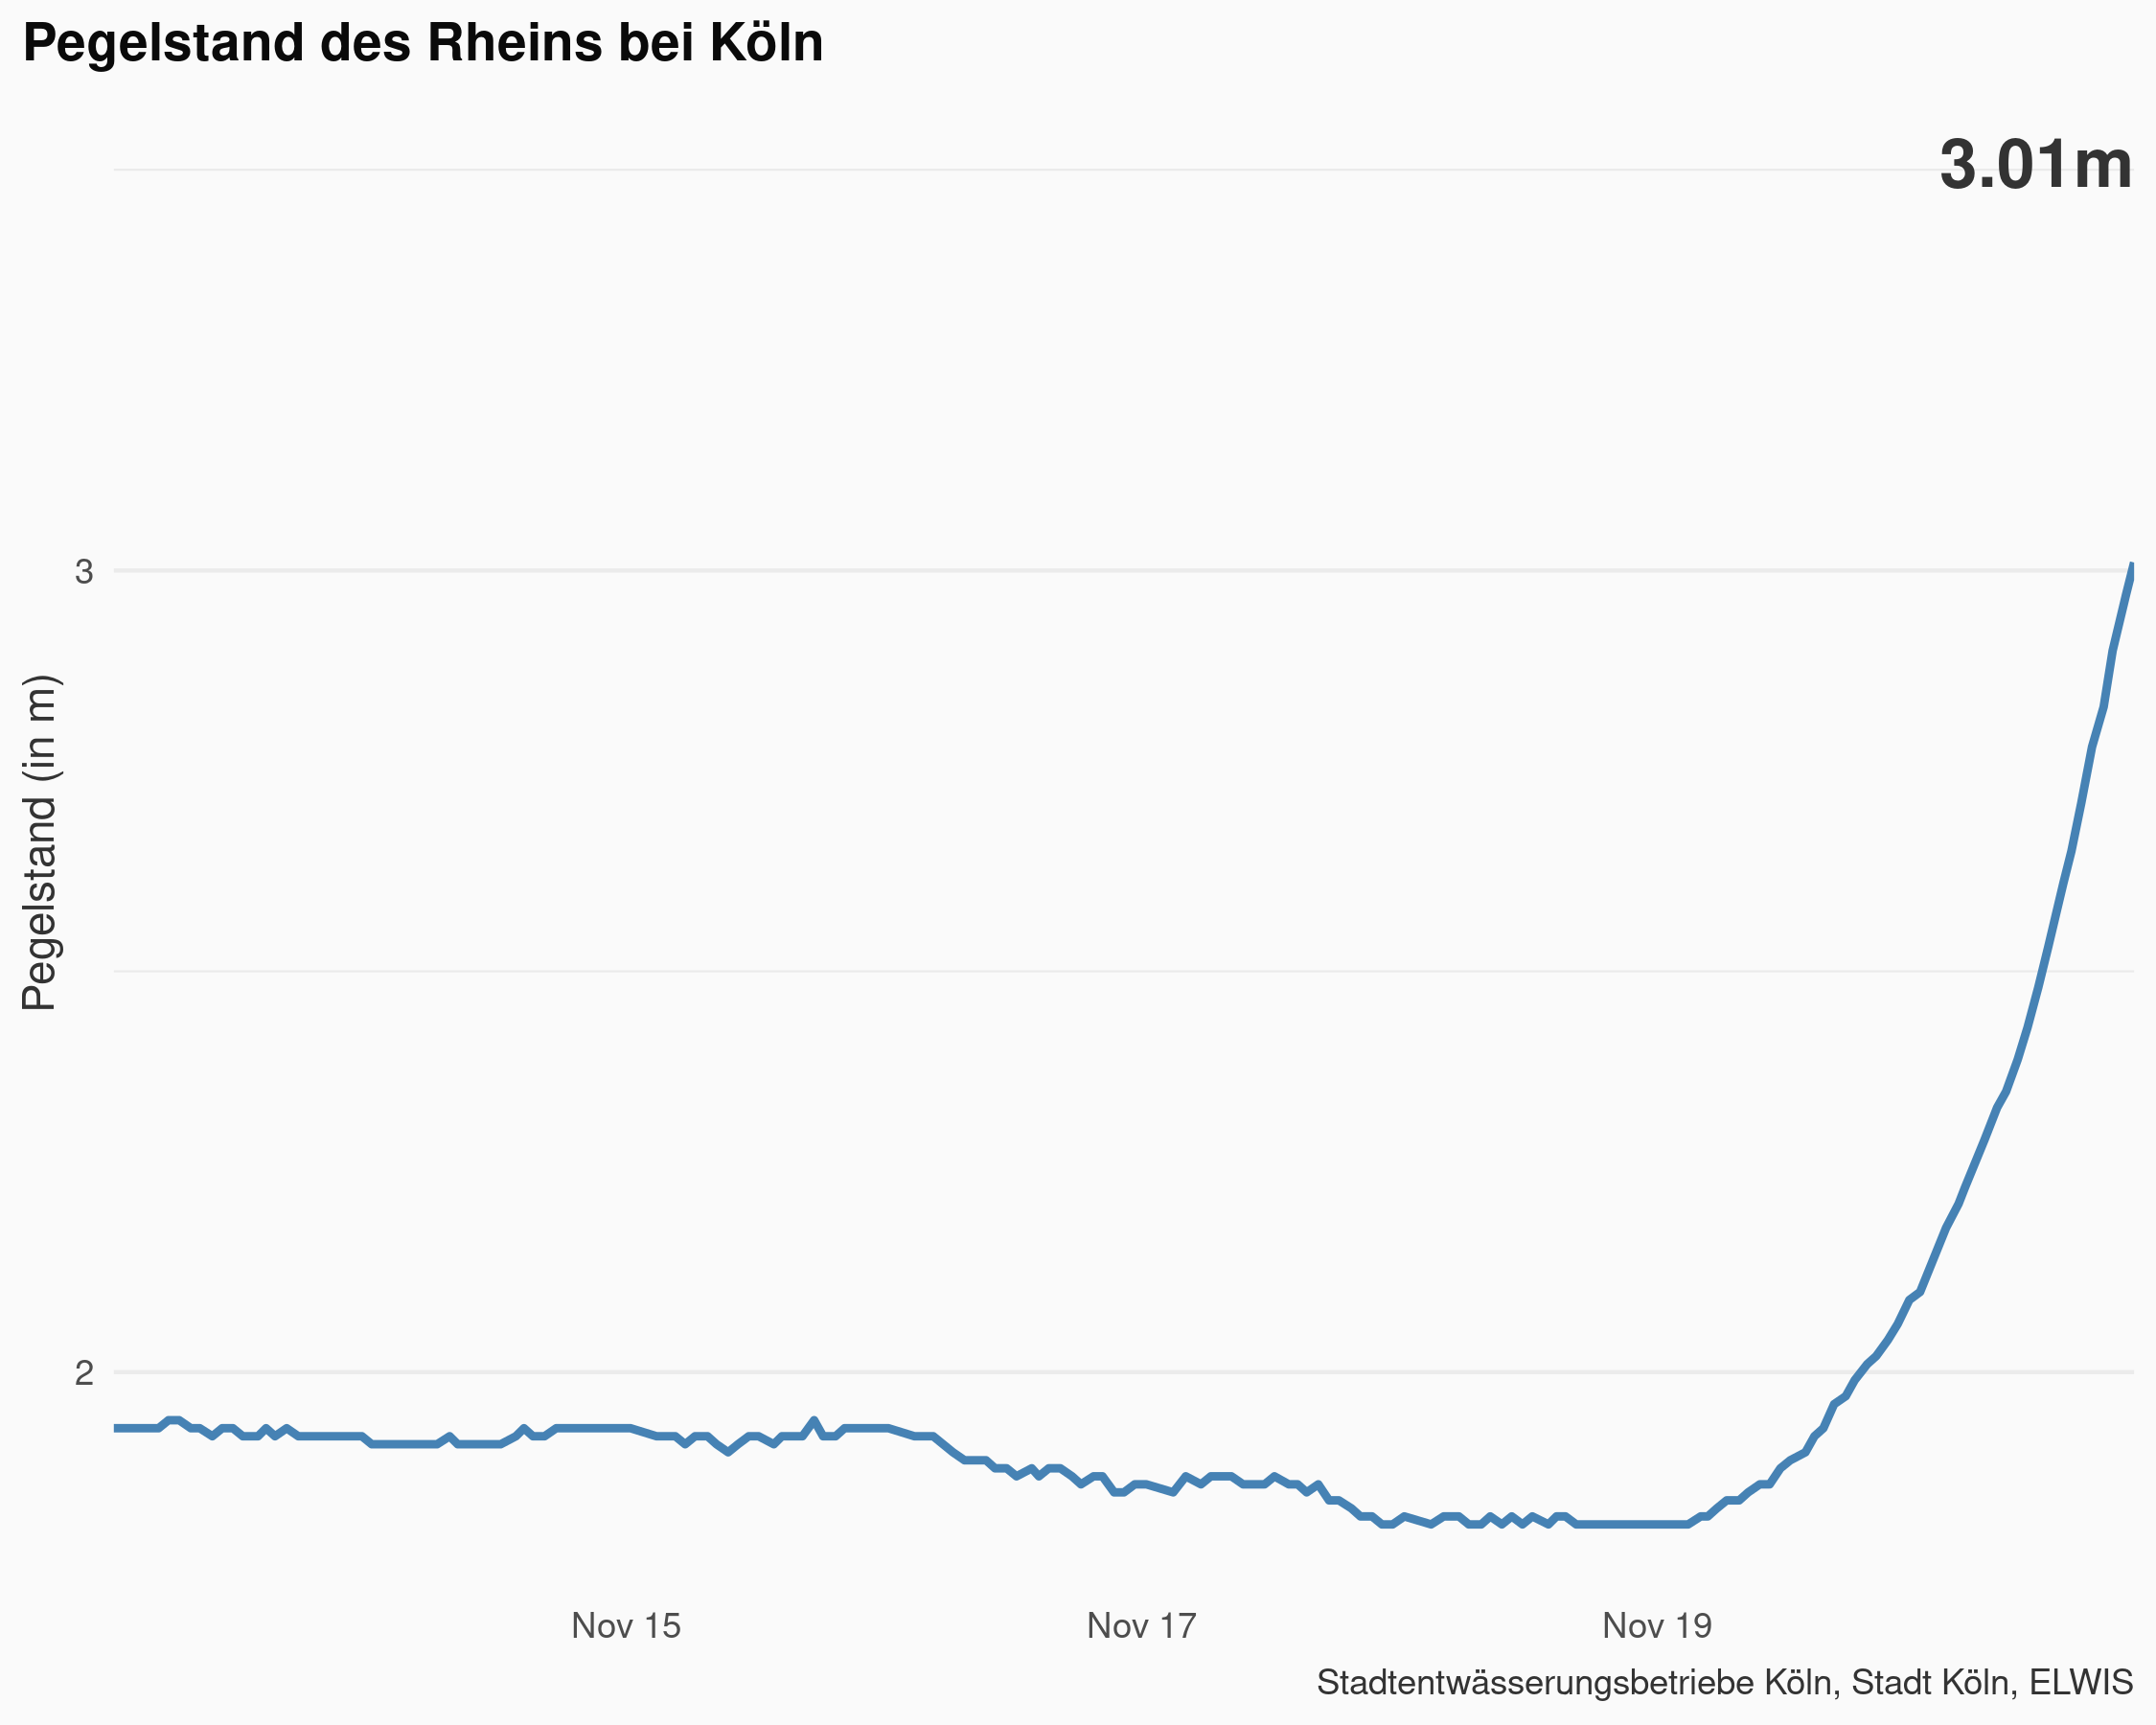 Pegelstand des Rheins bei Köln
3.01m
3
Pegelstand (in m)
2
Nov 15
Nov 17
Nov 19
Stadtentwässerungsbetriebe Köln, Stadt Köln, ELWIS